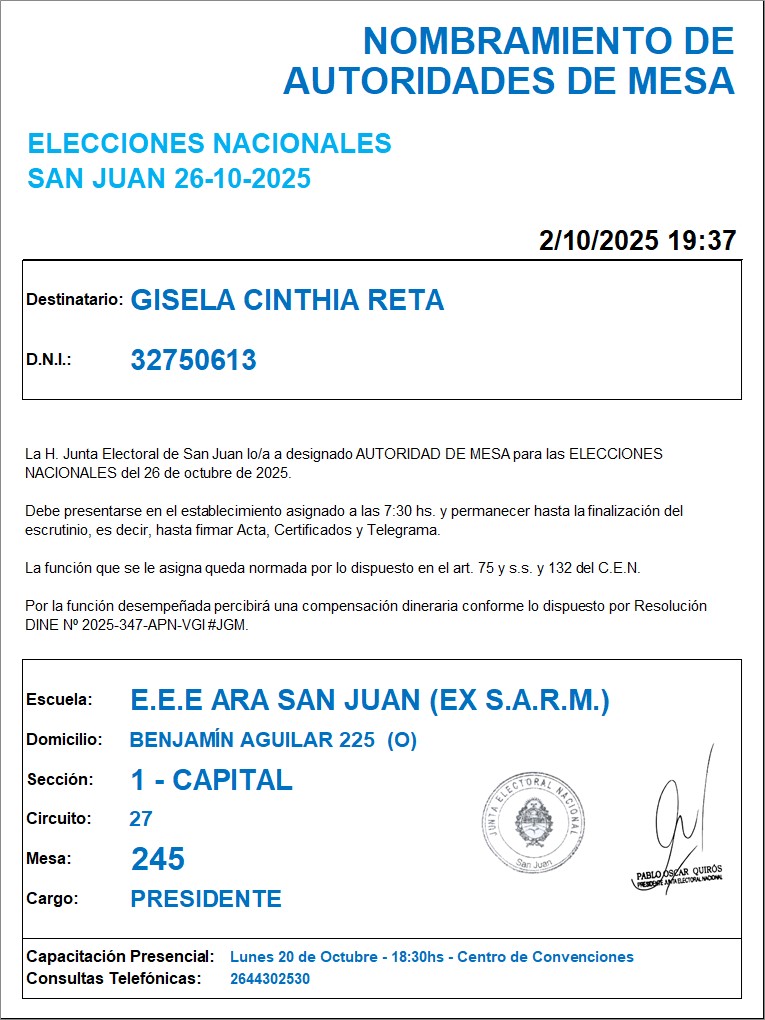 NOMBRAMIENTO DE
AUTORIDADES DE MESA
ELECCIONES NACIONALES
SAN JUAN 26-10-2025
2/10/2025 19:37
Destinatario: GISELA CINTHIA RETA
D.N.I.: 32750613
La H. Junta Electoral de San Juan lo/a a designado AUTORIDAD DE MESA para las ELECCIONES
NACIONALES del 26 de octubre de 2025.
Debe presentarse en el establecimiento asignado a las 7:30 hs. y permanecer hasta la finalización del
escrutinio, es decir, hasta firmar Acta, Certificados y Telegrama.
La función que se le asigna queda normada por lo dispuesto en el art. 75 y s.s. y 132 del C.E.N.
Por la función desempeñada percibirá una compensación dineraria conforme lo dispuesto por Resolución
DINE Nº 2025-347-APN-VGI#JGM.
Escuela: E.E.E ARA SAN JUAN (EX S.A.R.M.)
Domicilio: BENJAMÍN AGUILAR 225 (O)
Sección: 1 - CAPITAL
Circuito: 27
Mesa: 245
Cargo: PRESIDENTE
JUNTA ELECTORAL NACIONAL
San Juan
PABLO OSCAR QUIRÓS
PRESIDENTE JUNTA ELECTORAL NACIONAL
Capacitación Presencial: Lunes 20 de Octubre - 18:30hs - Centro de Convenciones
Consultas Telefónicas: 2644302530